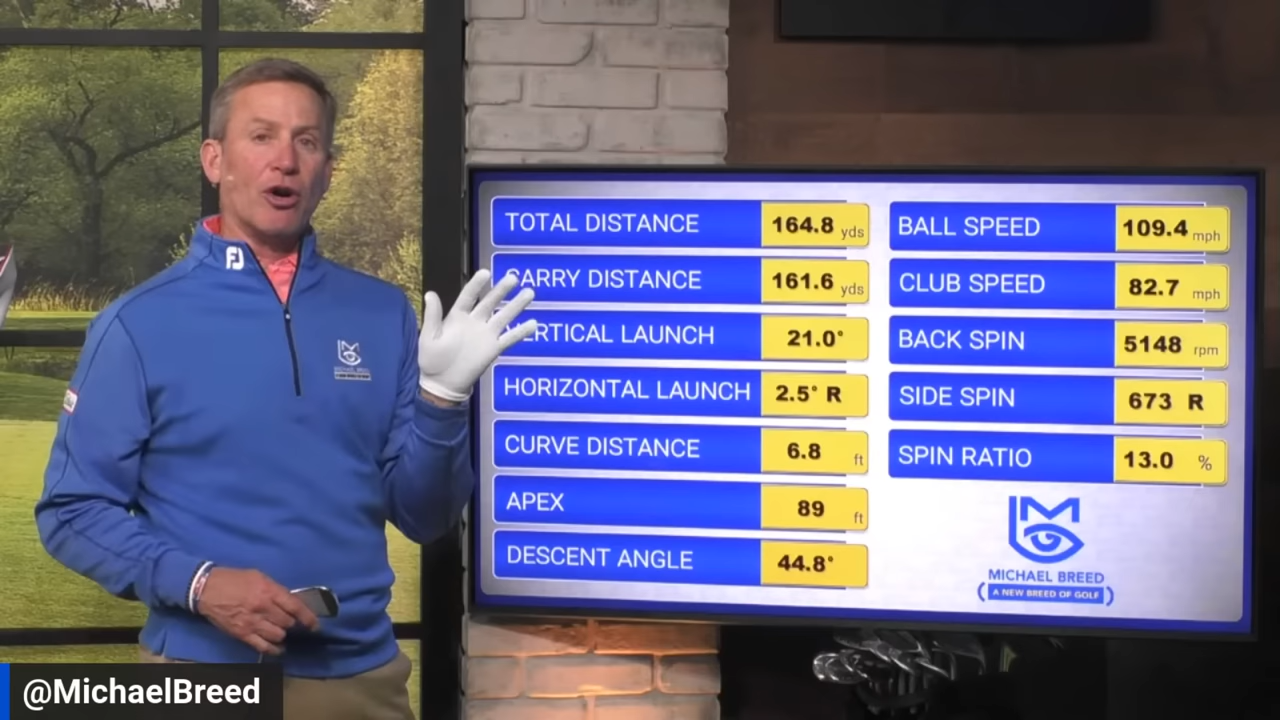 FJ
MICHAEL BREED
TOTAL DISTANCE 164.8 yds
CARRY DISTANCE 161.6 yds
VERTICAL LAUNCH 21.0°
HORIZONTAL LAUNCH 2.5° R
CURVE DISTANCE 6.8 ft
APEX 89 ft
DESCENT ANGLE 44.8°
BALL SPEED 109.4 mph
CLUB SPEED 82.7 mph
BACK SPIN 5148 rpm
SIDE SPIN 673 R
SPIN RATIO 13.0 %
MICHAEL BREED
( A NEW BREED OF GOLF )
@MichaelBreed